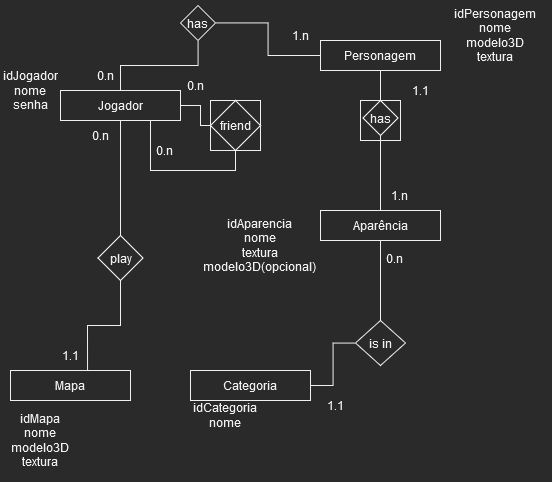 has
1.n
idPersonagem
nome
modelo3D
textura
Personagem
idJogador
nome
senha
0.n
Jogador
0.n
1.1
has
friend
0.n
0.n
1.n
idAparencia
nome
textura
modelo3D(opcional)
Aparência
0.n
play
is in
1.1
Mapa
Categoria
1.1
idCategoria
nome
idMapa
nome
modelo3D
textura